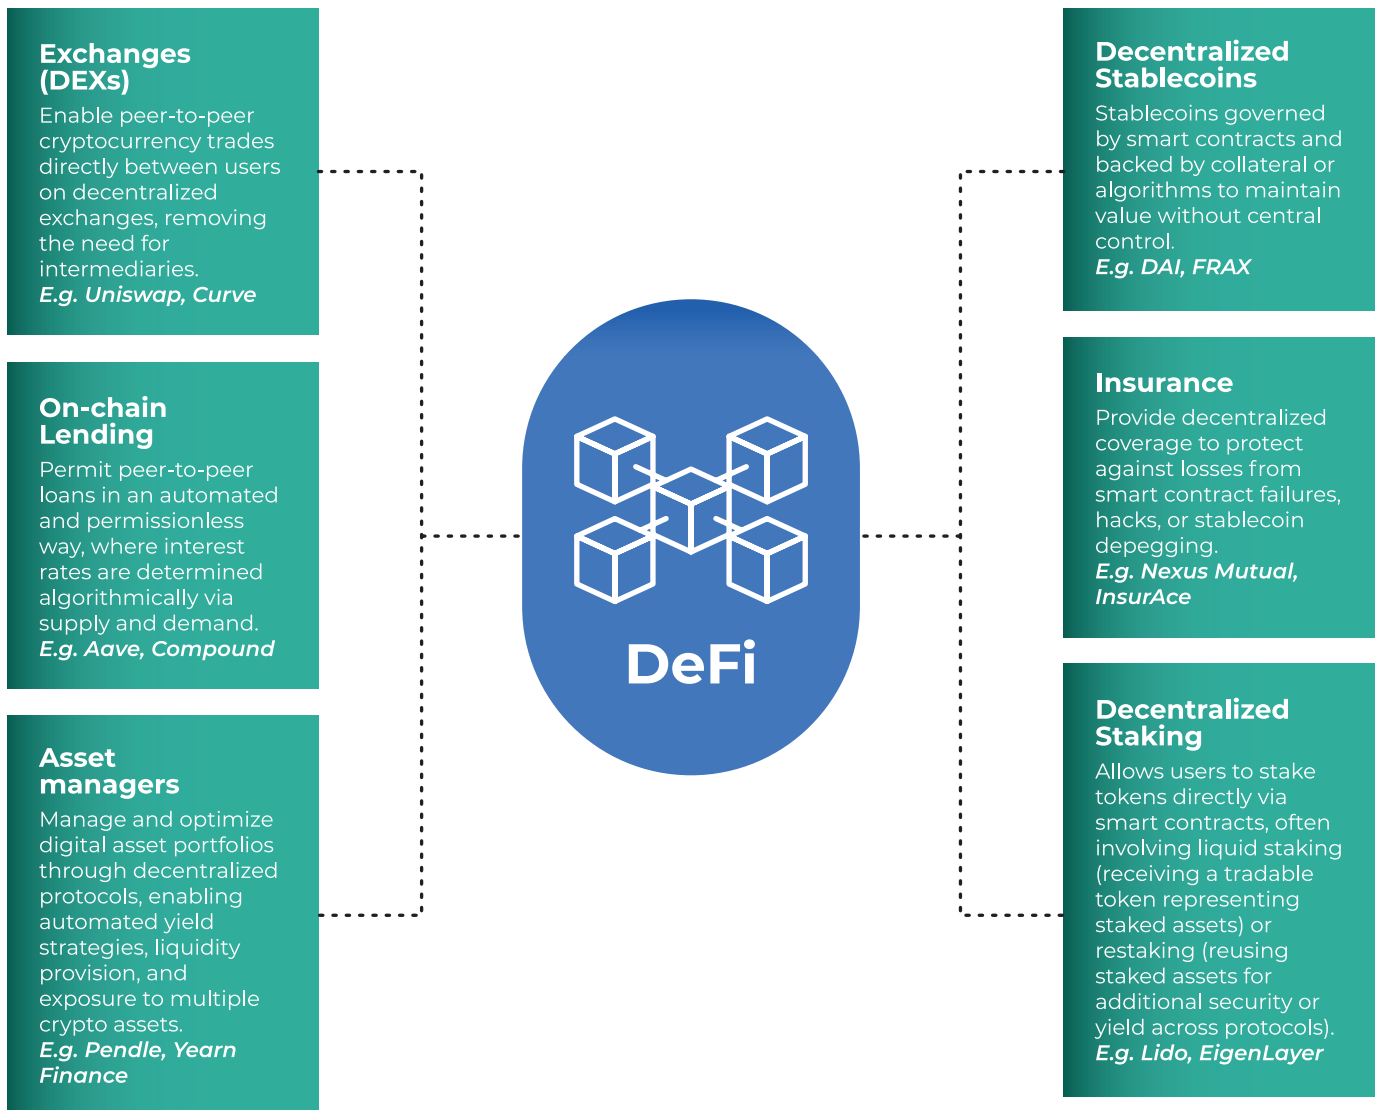 Exchanges
(DEXs)
Enable peer-to-peer
cryptocurrency trades
directly between users
on decentralized
exchanges, removing
the need for
intermediaries.
E.g. Uniswap, Curve
On-chain
Lending
Permit peer-to-peer
loans in an automated
and permissionless
way, where interest
rates are determined
algorithmically via
supply and demand.
E.g. Aave, Compound
Asset
managers
Manage and optimize
digital asset portfolios
through decentralized
protocols, enabling
automated yield
strategies, liquidity
provision, and
exposure to multiple
crypto assets.
E.g. Pendle, Yearn
Finance
DeFi
Decentralized
Stablecoins
Stablecoins governed
by smart contracts and
backed by collateral or
algorithms to maintain
value without central
control.
E.g. DAI, FRAX
Insurance
Provide decentralized
coverage to protect
against losses from
smart contract failures,
hacks, or stablecoin
depegging.
E.g. Nexus Mutual,
InsurAce
Decentralized
Staking
Allows users to stake
tokens directly via
smart contracts, often
involving liquid staking
(receiving a tradable
token representing
staked assets) or
restaking (reusing
staked assets for
additional security or
yield across protocols).
E.g. Lido, EigenLayer